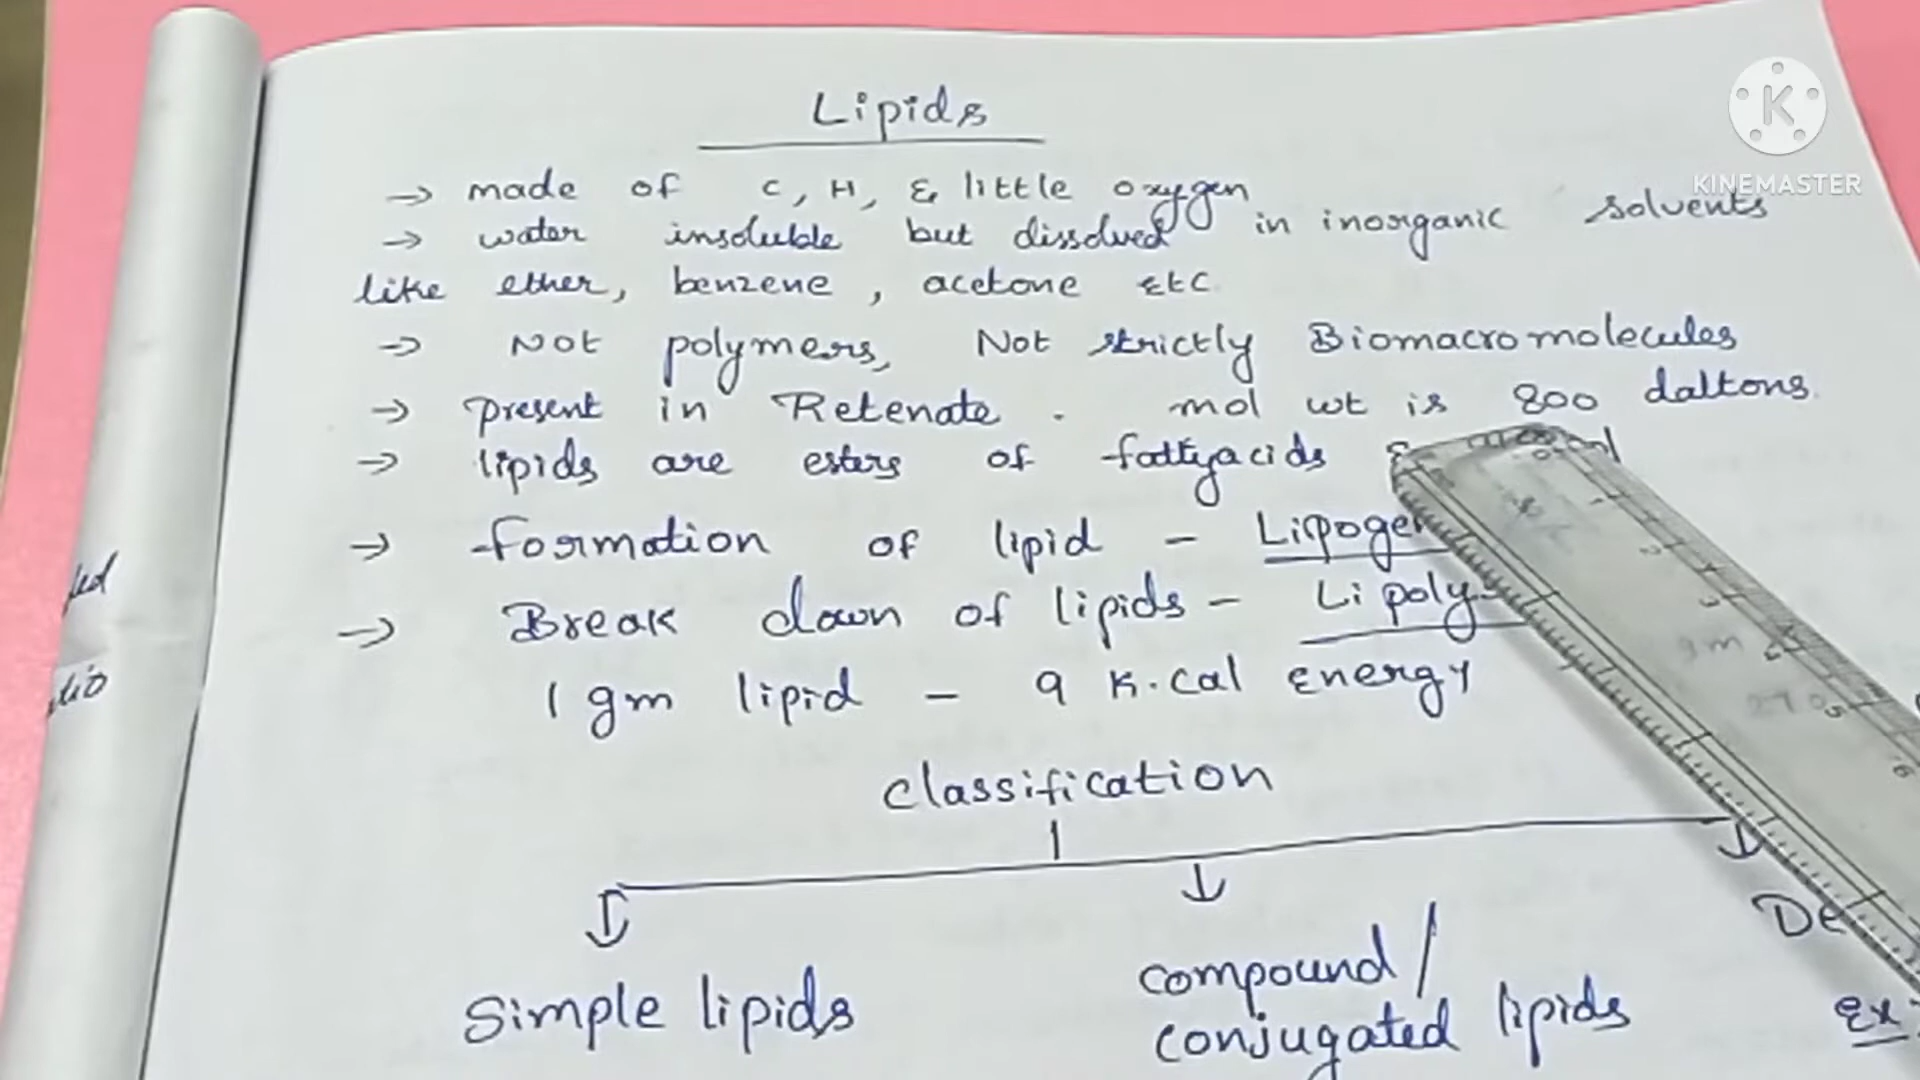 Lipids
K
KINEMASTER
→ made of C, H, & little oxygen
→ water insoluble but dissolved in inorganic solvents
like ether, benzene, acetone etc
→ Not polymers, Not strictly Biomacromolecules
→ present in Retenate. mol wt is 800 daltons
→ lipids are esters of fattyacids
→ Formation of lipid - Lipogen
→ Break down of lipids - Lipoly
1 gm lipid - 9 K.cal energy
classification
Simple lipids
compound/
conjugated lipids
De
Ex